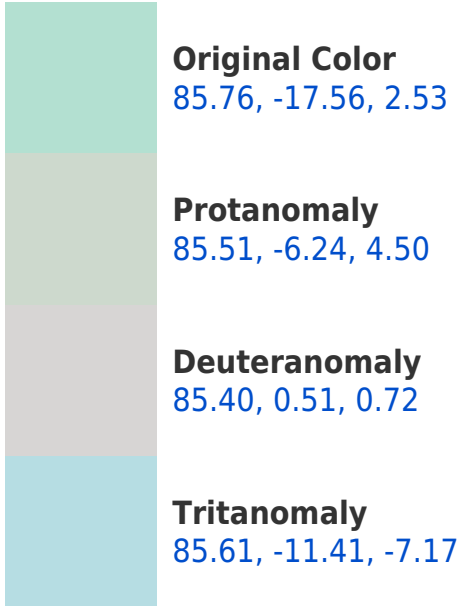 Original Color
85.76, -17.56, 2.53
Protanomaly
85.51, -6.24, 4.50
Deuteranomaly
85.40, 0.51, 0.72
Tritanomaly
85.61, -11.41, -7.17